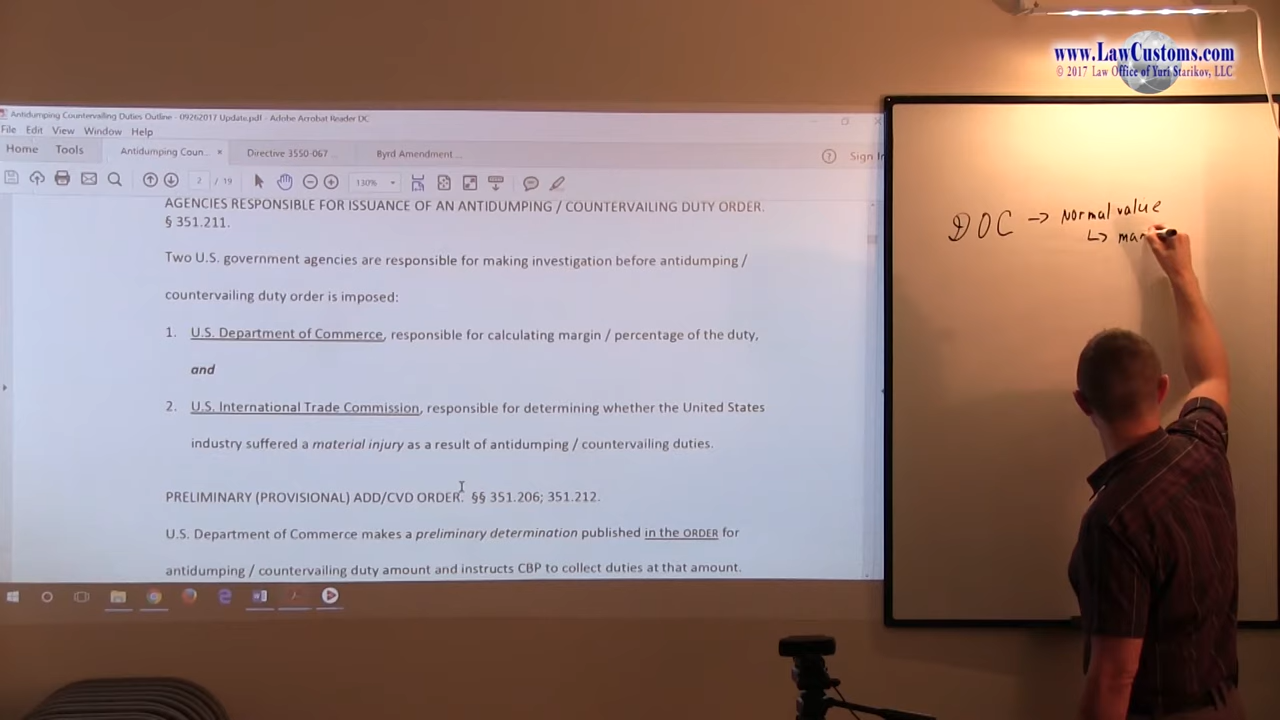 www.LawCustoms.com
© 2017 Law Office of Yuri Starikov, LLC
Antidumping Countervailing Duties Outline - 09262017 Update.pdf - Adobe Acrobat Reader DC
File Edit View Window Help
Home Tools Antidumping Coun... × Directive 3550-067 ... Byrd Amendment... Sign In
2 / 19 130%
AGENCIES RESPONSIBLE FOR ISSUANCE OF AN ANTIDUMPING / COUNTERVAILING DUTY ORDER.
§ 351.211.
Two U.S. government agencies are responsible for making investigation before antidumping /
countervailing duty order is imposed:
1. U.S. Department of Commerce, responsible for calculating margin / percentage of the duty,
and
2. U.S. International Trade Commission, responsible for determining whether the United States
industry suffered a material injury as a result of antidumping / countervailing duties.
PRELIMINARY (PROVISIONAL) ADD/CVD ORDER. §§ 351.206; 351.212.
U.S. Department of Commerce makes a preliminary determination published in the ORDER for
antidumping / countervailing duty amount and instructs CBP to collect duties at that amount.
DOC → Normal value
↳ mar